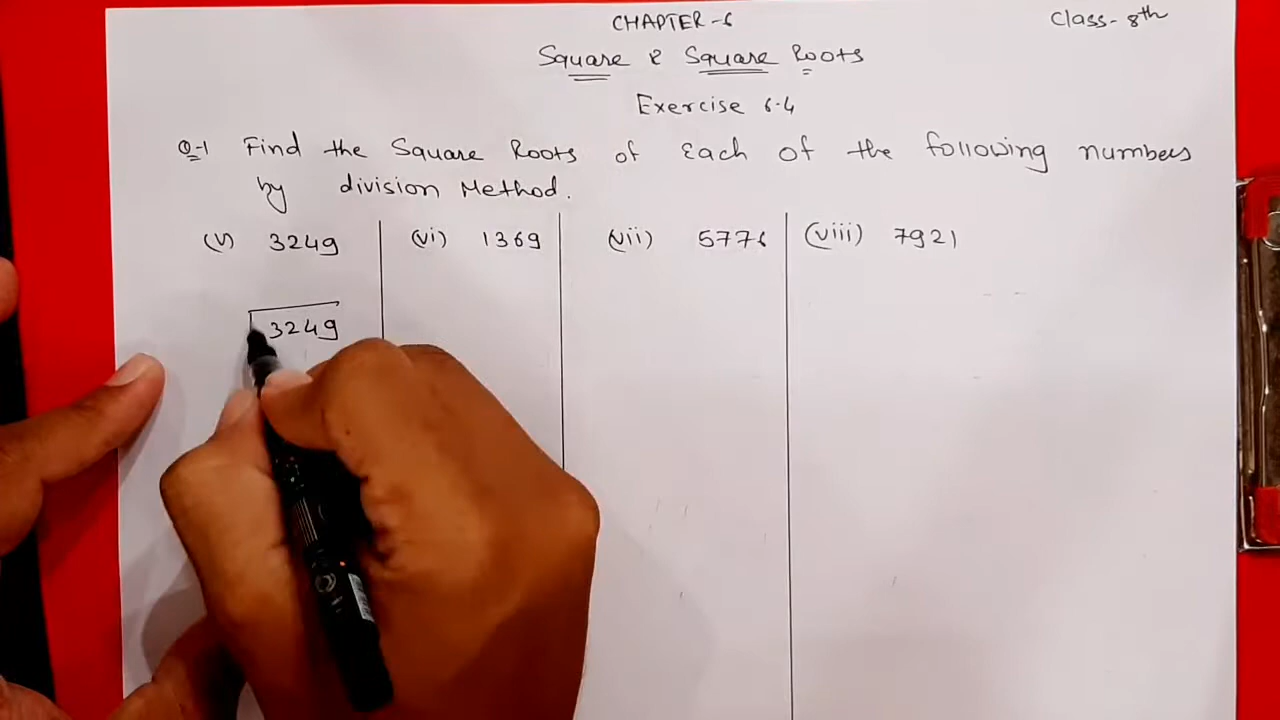 CHAPTER-6
Class-8th
Square & Square Roots
Exercise 6.4
Q-1 Find the Square Roots of Each of the following numbers
by division Method.
(v) 3249 (vi) 1369 (vii) 5776 (viii) 7921
3249